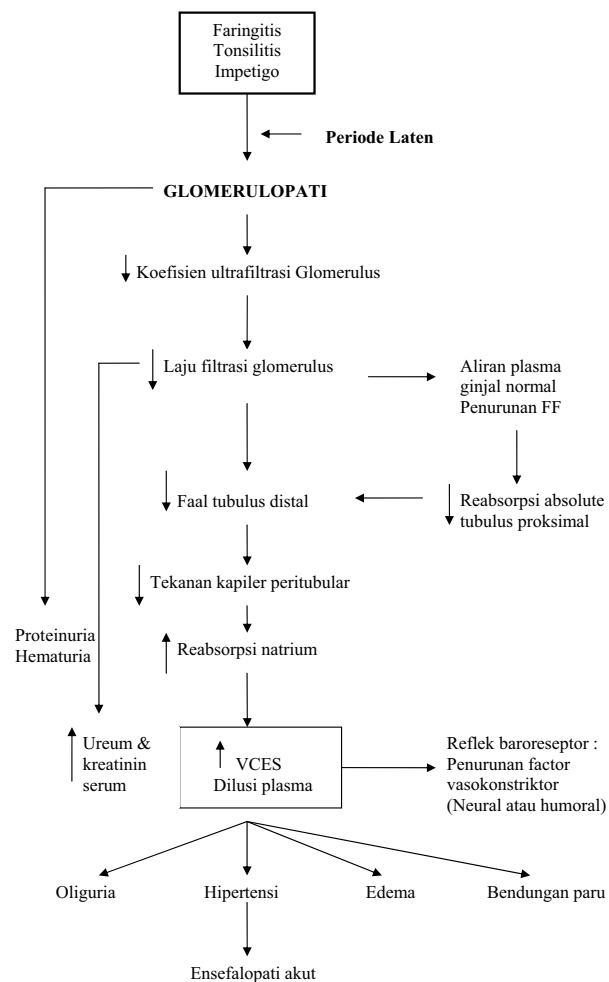 Faringitis
Tonsilitis
Impetigo
Periode Laten
GLOMERULOPATI
Koefisien ultrafiltrasi Glomerulus
Laju filtrasi glomerulus
Aliran plasma
ginjal normal
Penurunan FF
Faal tubulus distal
Reabsorpsi absolute
tubulus proksimal
Tekanan kapiler peritubular
Proteinuria
Hematuria
Reabsorpsi natrium
Ureum &
kreatinin
serum
VCES
Dilusi plasma
Reflek baroreseptor :
Penurunan factor
vasokonstriktor
(Neural atau humoral)
Oliguria
Hipertensi
Edema
Bendungan paru
Ensefalopati akut